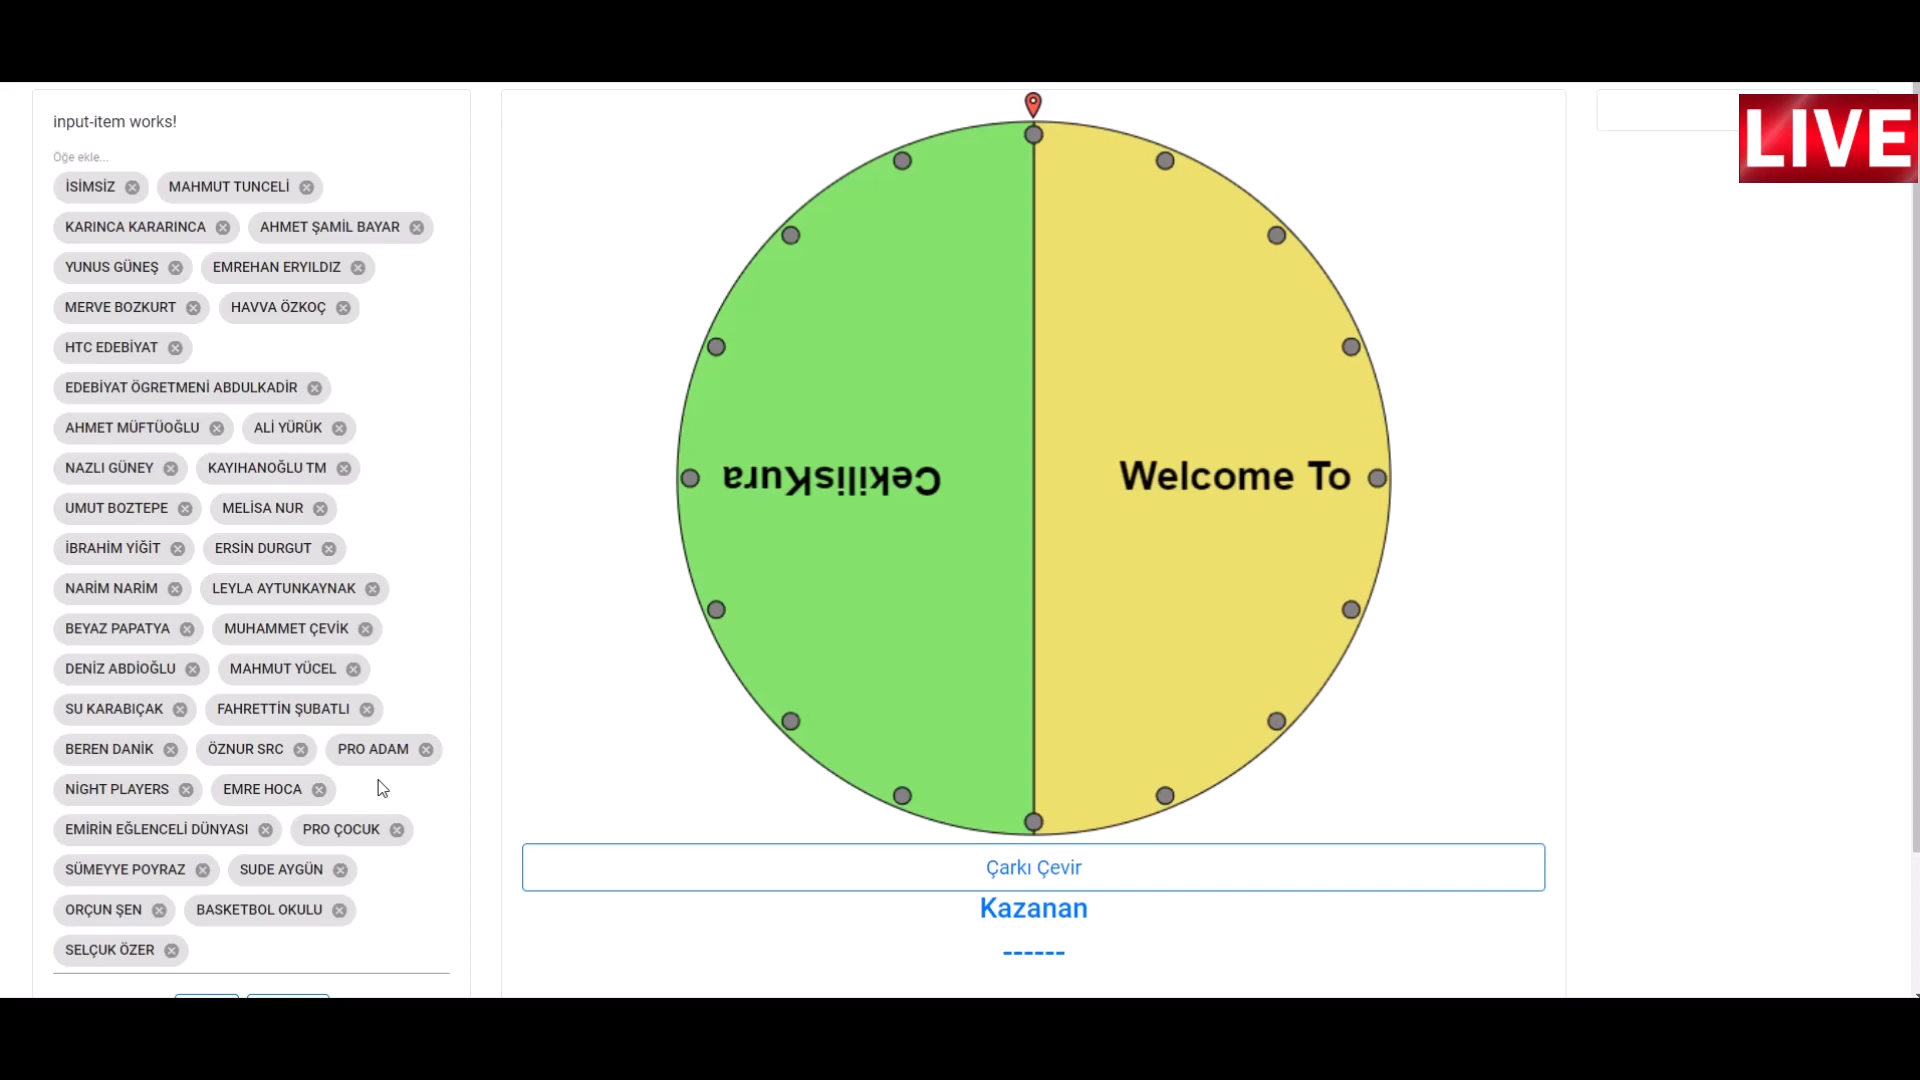 LIVE
input-item works!
Öğe ekle...
İSİMSİZ MAHMUT TUNCELİ
KARINCA KARARINCA AHMET ŞAMİL BAYAR
YUNUS GÜNEŞ EMREHAN ERYILDIZ
MERVE BOZKURT HAVVA ÖZKOÇ
HTC EDEBİYAT
EDEBİYAT ÖGRETMENİ ABDULKADİR
AHMET MÜFTÜOĞLU ALİ YÜRÜK
NAZLI GÜNEY KAYIHANOĞLU TM
UMUT BOZTEPE MELİSA NUR
İBRAHİM YİĞİT ERSİN DURGUT
NARİM NARİM LEYLA AYTUNKAYNAK
BEYAZ PAPATYA MUHAMMET ÇEVİK
DENİZ ABDİOĞLU MAHMUT YÜCEL
SU KARABIÇAK FAHRETTİN ŞUBATLI
BEREN DANİK ÖZNUR SRC PRO ADAM
NİGHT PLAYERS EMRE HOCA
EMİRİN EĞLENCELİ DÜNYASI PRO ÇOCUK
SÜMEYYE POYRAZ SUDE AYGÜN
ORÇUN ŞEN BASKETBOL OKULU
SELÇUK ÖZER
CekilisKura
Welcome To
Çarkı Çevir
Kazanan
------